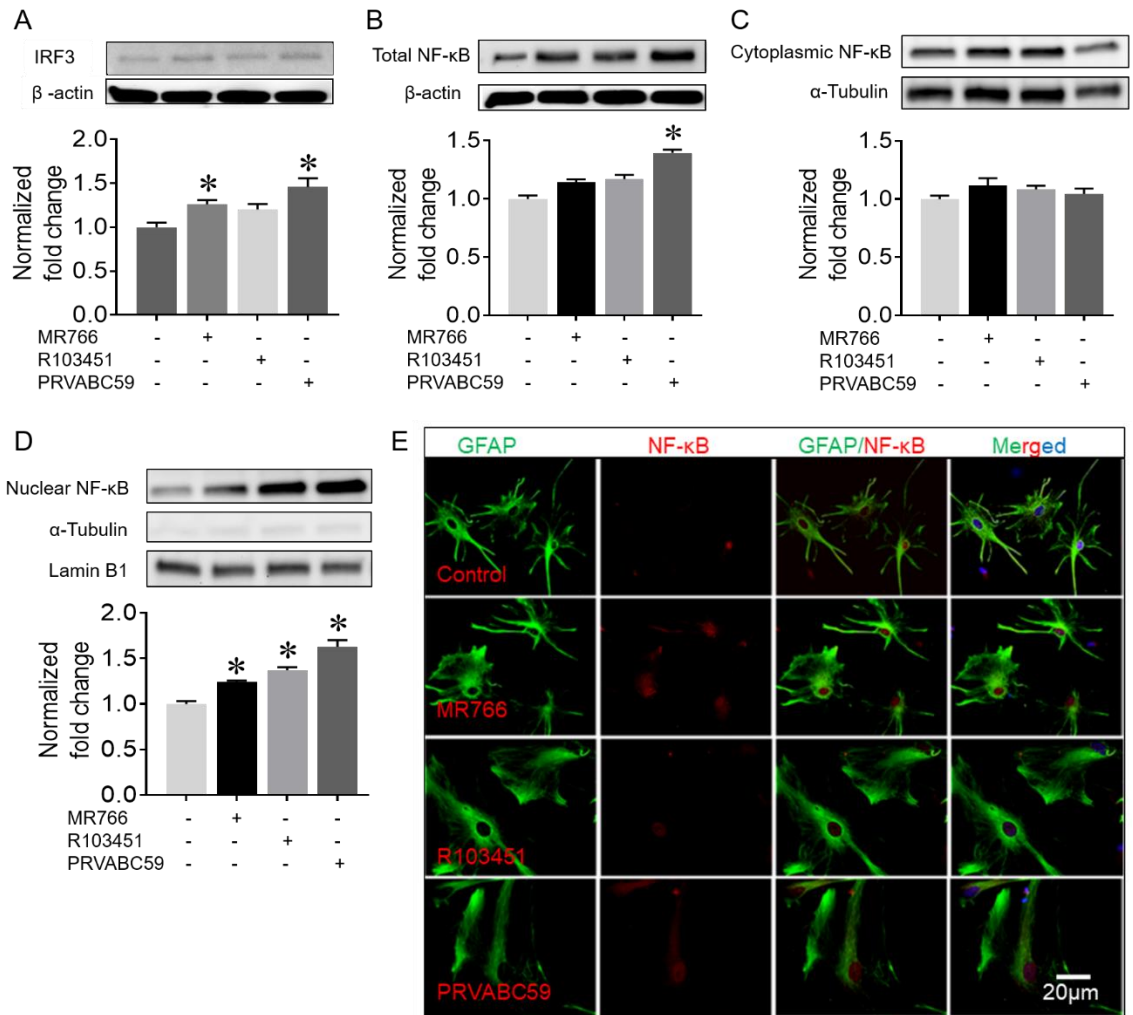 A
IRF3
β -actin
Normalized
fold change
2.0
1.5
1.0
0.5
0.0
*
*
MR766 - + - -
R103451 - - + -
PRVABC59 - - - +
B
Total NF-κB
β-actin
Normalized
fold change
1.5
1.0
0.5
0.0
*
MR766 - + - -
R103451 - - + -
PRVABC59 - - - +
C
Cytoplasmic NF-κB
α-Tubulin
Normalized
fold change
1.5
1.0
0.5
0.0
MR766 - + - -
R103451 - - + -
PRVABC59 - - - +
D
Nuclear NF-κB
α-Tubulin
Lamin B1
Normalized
fold change
2.0
1.5
1.0
0.5
0.0
*
*
*
MR766 - + - -
R103451 - - + -
PRVABC59 - - - +
E
GFAP NF-κB GFAP/NF-κB Merged
Control
MR766
R103451
PRVABC59
20μm